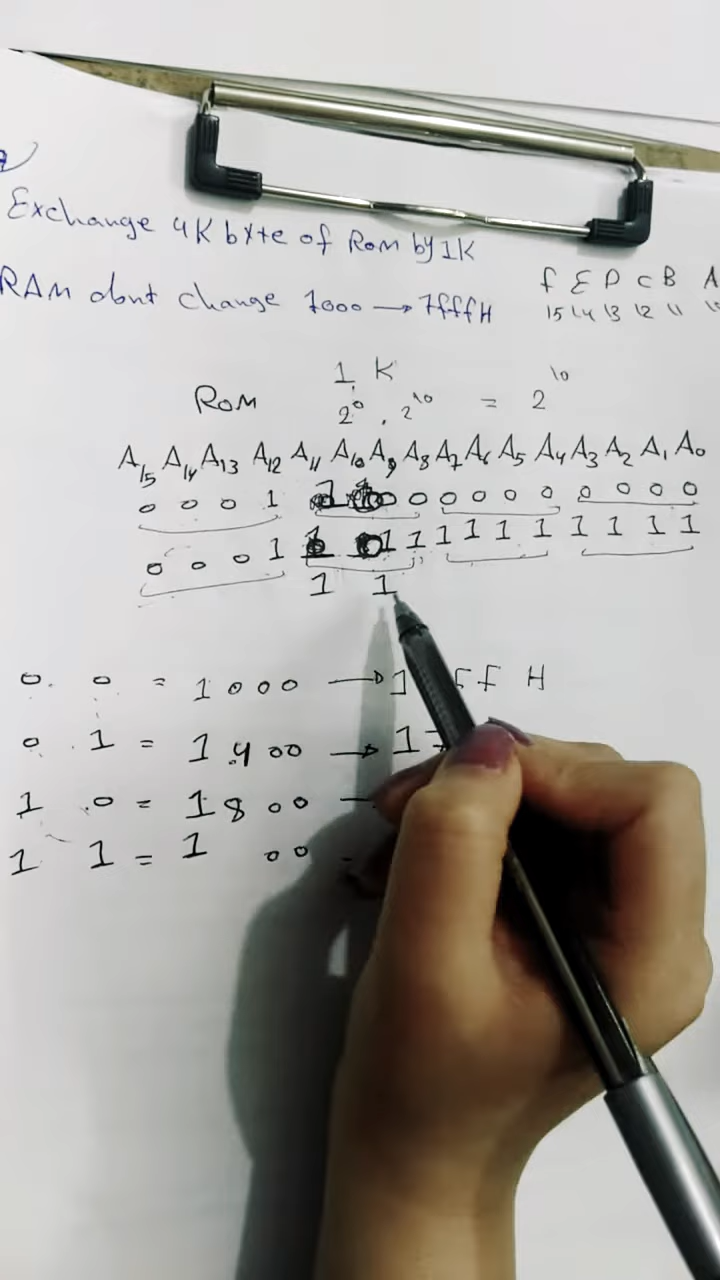 Exchange 4K byte of Rom by 1K
RAM dont change 1000 → 7fffH
f E D C B A
15 14 13 12 11
1 K
Rom 2⁰ . 2¹⁰ = 2¹⁰
A₁₅ A₁₄ A₁₃ A₁₂ A₁₁ A₁₀ A₉ A₈ A₇ A₆ A₅ A₄ A₃ A₂ A₁ A₀
0 0 0 1 1 1 0 0 0 0 0 0 0 0 0 0
0 0 0 1 1 1 1 1 1 1 1 1 1 1 1
1 1
0 0 = 1000 → 1 ff H
0 1 = 1400 → 17
1 0 = 1800
1 1 = 1 00